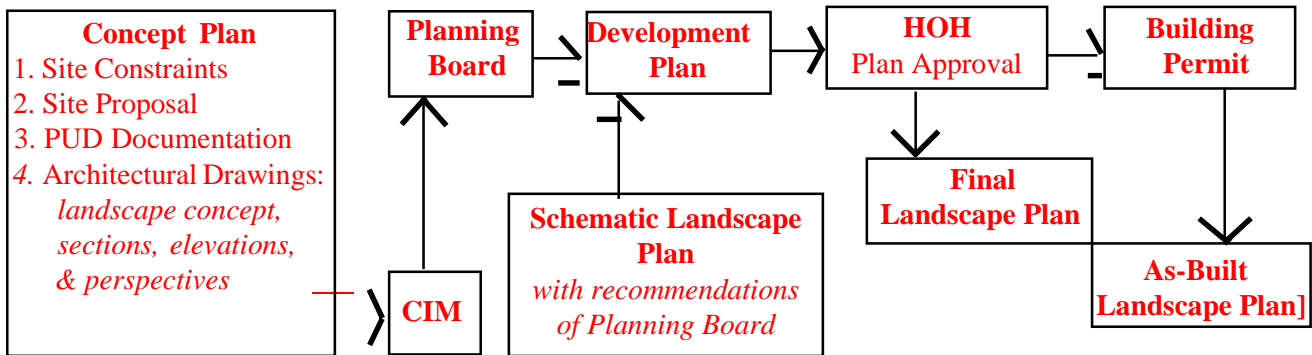 Concept Plan
1. Site Constraints
2. Site Proposal
3. PUD Documentation
4. Architectural Drawings:
landscape concept,
sections, elevations,
& perspectives
CIM
Planning
Board
Development
Plan
Schematic Landscape
Plan
with recommendations
of Planning Board
HOH
Plan Approval
Final
Landscape Plan
Building
Permit
As-Built
Landscape Plan]